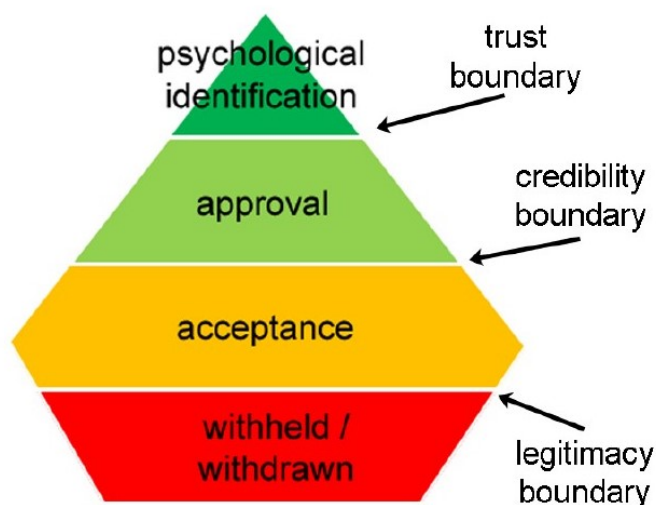 psychological
identification
trust
boundary
approval
credibility
boundary
acceptance
withheld /
withdrawn
legitimacy
boundary